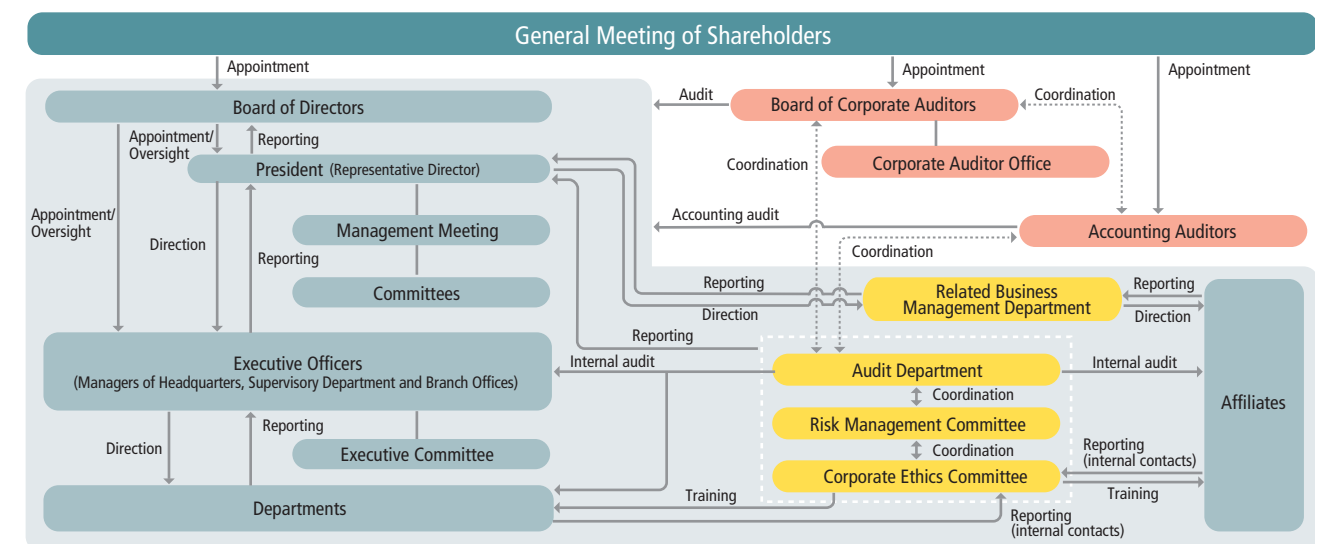 General Meeting of Shareholders
Appointment
Appointment
Appointment
Board of Directors
Audit
Board of Corporate Auditors
Coordination
Appointment/
Oversight
Reporting
Coordination
Corporate Auditor Office
President (Representative Director)
Appointment/
Oversight
Direction
Reporting
Management Meeting
Accounting audit
Accounting Auditors
Coordination
Committees
Reporting
Direction
Related Business
Management Department
Reporting
Direction
Reporting
Executive Officers
(Managers of Headquarters, Supervisory Department and Branch Offices)
Internal audit
Audit Department
Internal audit
Coordination
Affiliates
Risk Management Committee
Direction
Reporting
Executive Committee
Coordination
Reporting
(internal contacts)
Corporate Ethics Committee
Training
Training
Departments
Reporting
(internal contacts)